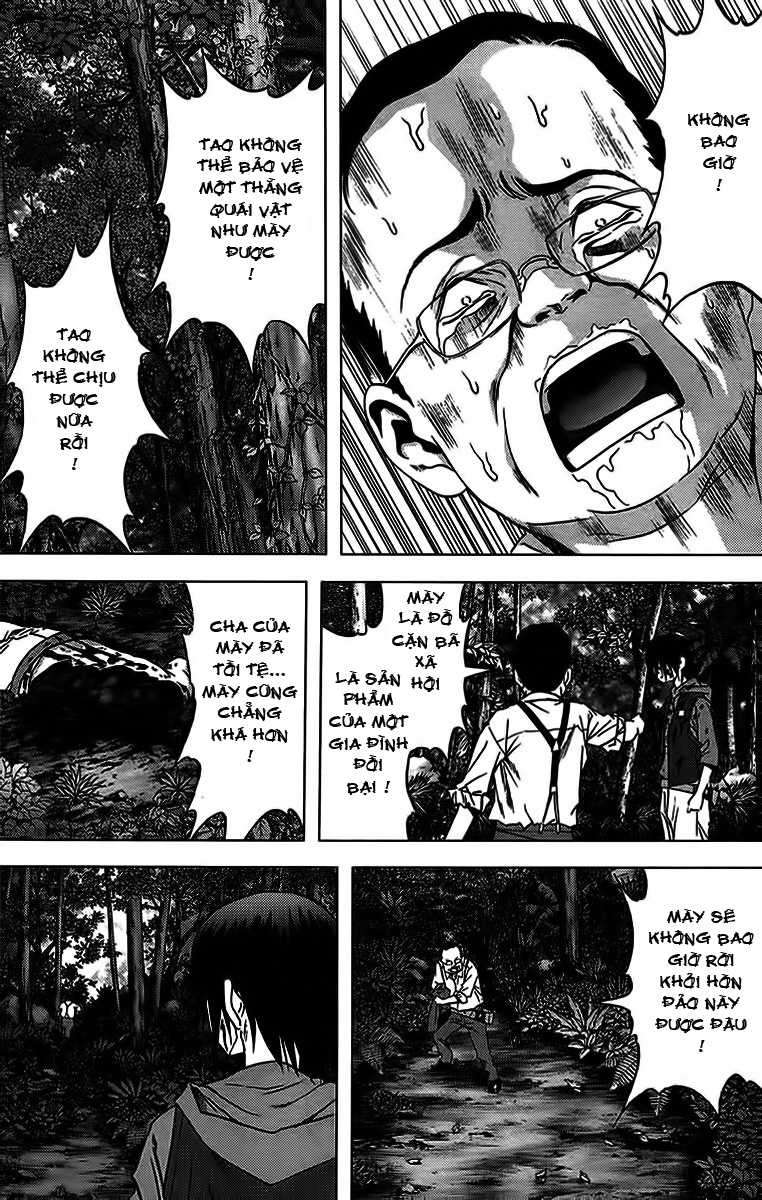 KHÔNG
BAO
GIỜ
!
TAO KHÔNG
THỂ BẢO VỆ
MỘT THẰNG
QUÁI VẬT
NHƯ MÀY
ĐƯỢC
!
TAO
KHÔNG
THỂ CHỊU
ĐƯỢC
NỮA
RỒI
!
MÀY
LÀ ĐỒ
CẶN BÃ
XÃ
HỘI
LÀ SẢN
PHẨM
CỦA MỘT
GIA ĐÌNH
ĐỒI
BẠI !
CHA CỦA
MÀY ĐÃ
TỒI TỆ...
MÀY CŨNG
CHẲNG
KHÁ HƠN
!
MÀY SẼ
KHÔNG BAO
GIỜ RỜI
KHỎI HÒN
ĐẢO NÀY
ĐƯỢC ĐÂU
!